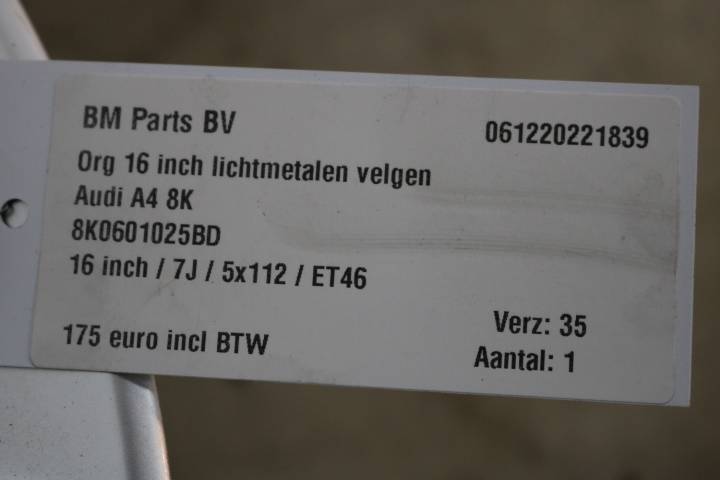 BM Parts BV
061220221839
Org 16 inch lichtmetalen velgen
Audi A4 8K
8K0601025BD
16 inch / 7J / 5x112 / ET46
175 euro incl BTW
Verz: 35
Aantal: 1